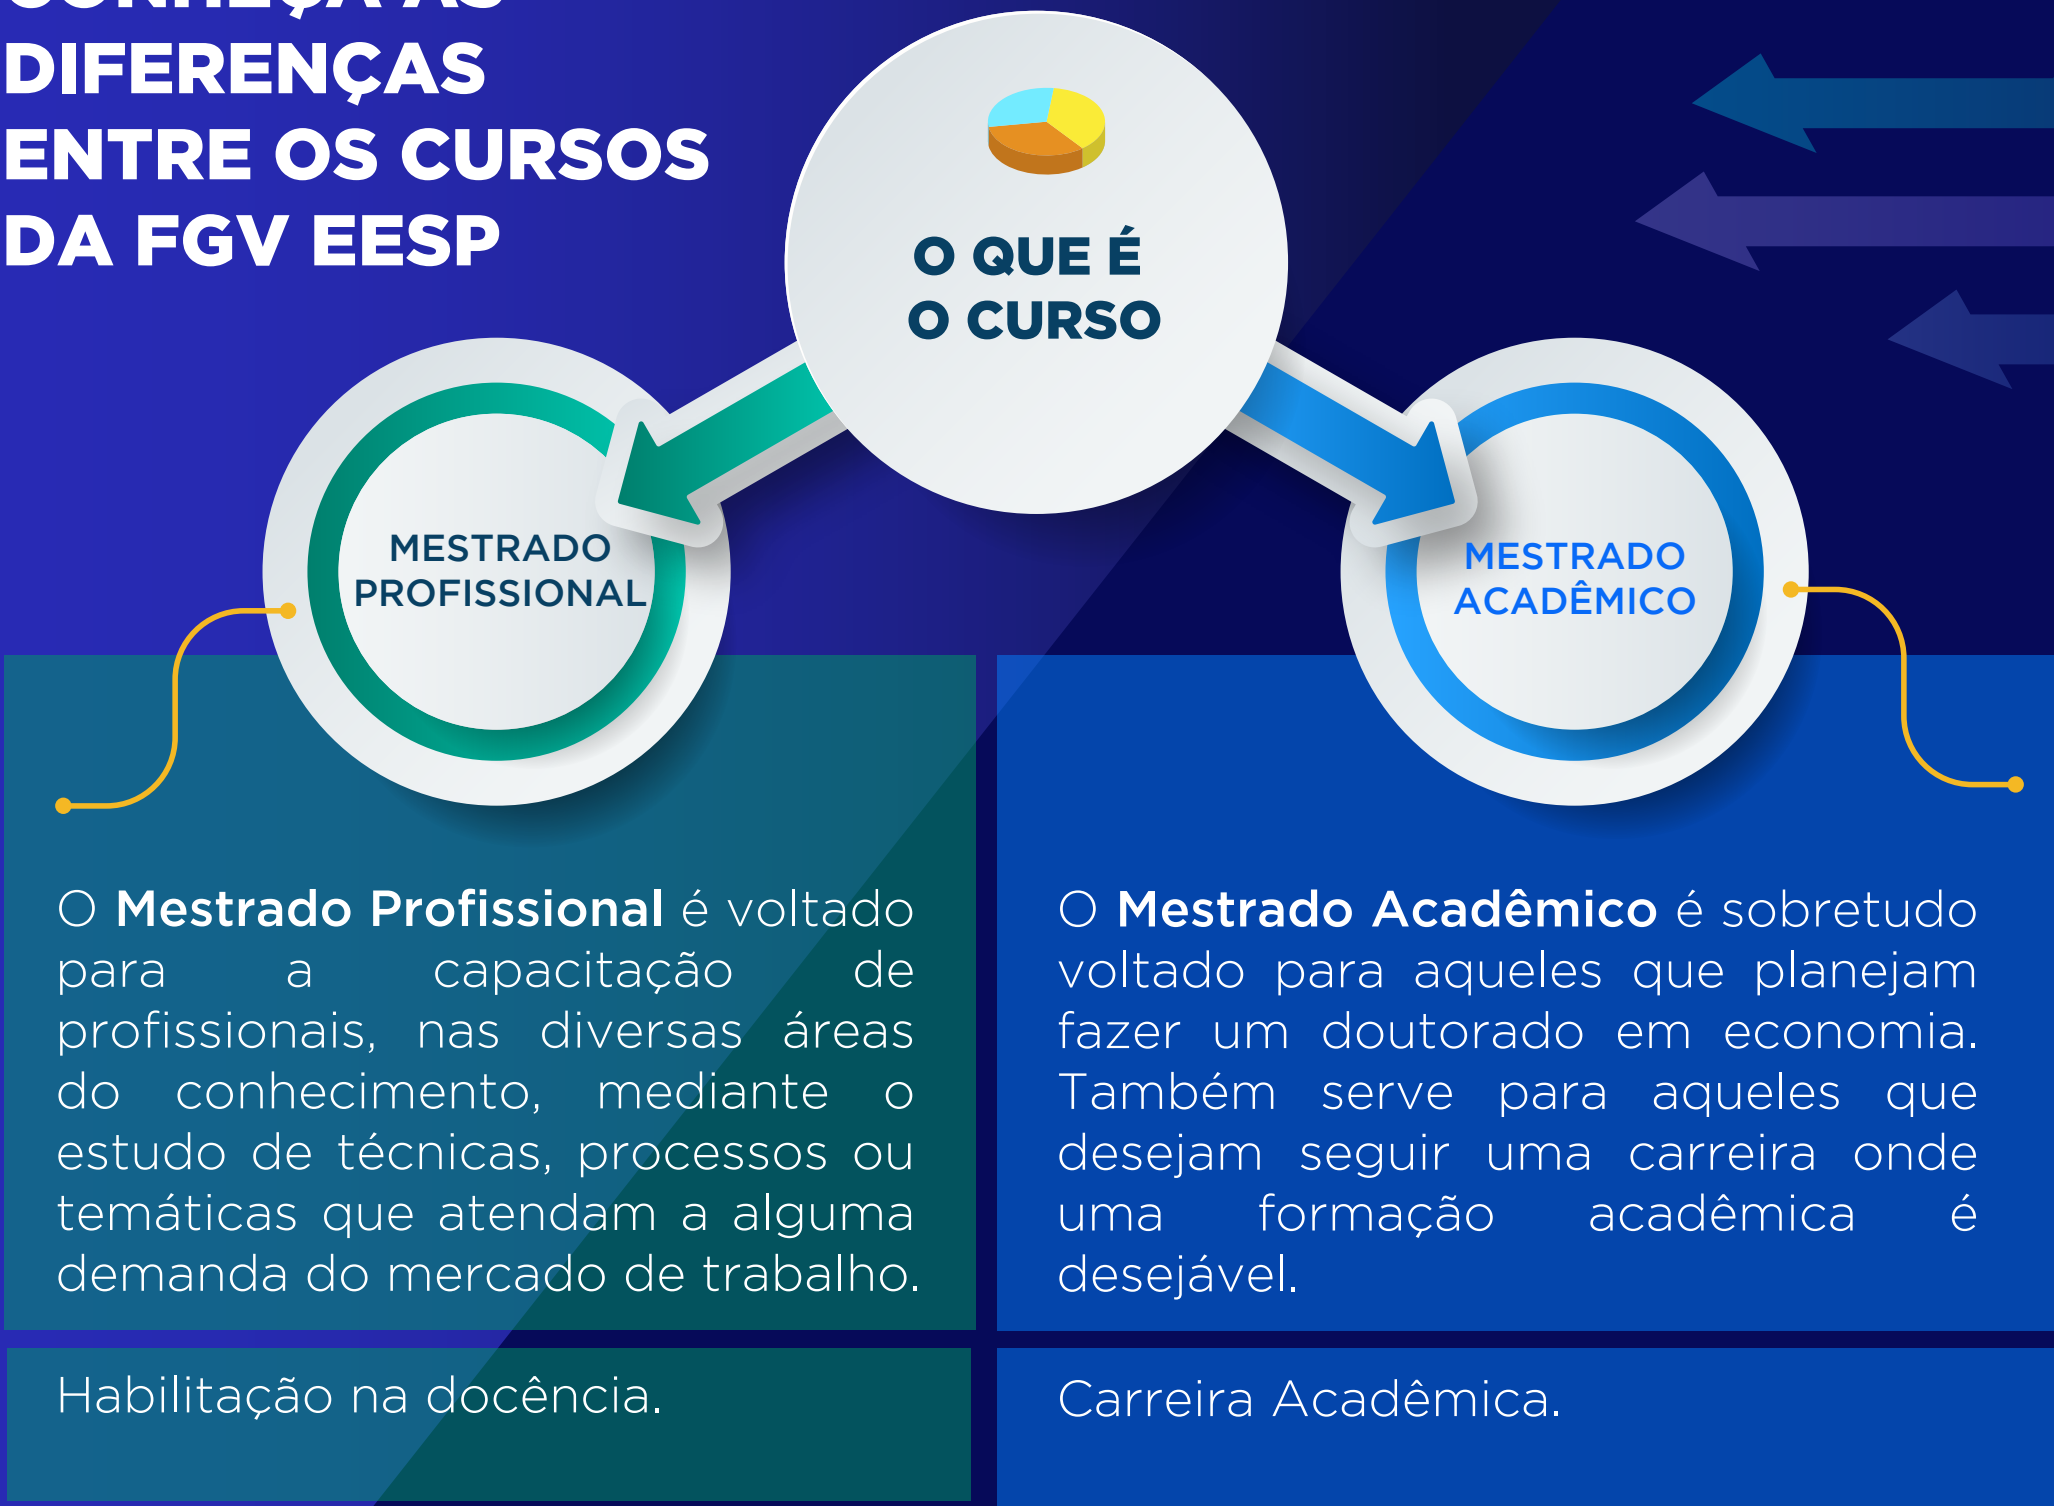 CONHEÇA AS
DIFERENÇAS
ENTRE OS CURSOS
DA FGV EESP
O QUE É
O CURSO
MESTRADO
PROFISSIONAL
MESTRADO
ACADÊMICO
O Mestrado Profissional é voltado
para a capacitação de
profissionais, nas diversas áreas
do conhecimento, mediante o
estudo de técnicas, processos ou
temáticas que atendam a alguma
demanda do mercado de trabalho.
O Mestrado Acadêmico é sobretudo
voltado para aqueles que planejam
fazer um doutorado em economia.
Também serve para aqueles que
desejam seguir uma carreira onde
uma formação acadêmica é
desejável.
Habilitação na docência.
Carreira Acadêmica.